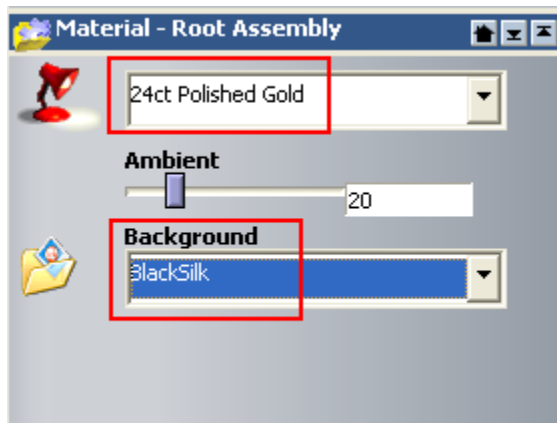 Material - Root Assembly
24ct Polished Gold
Ambient
20
Background
BlackSilk